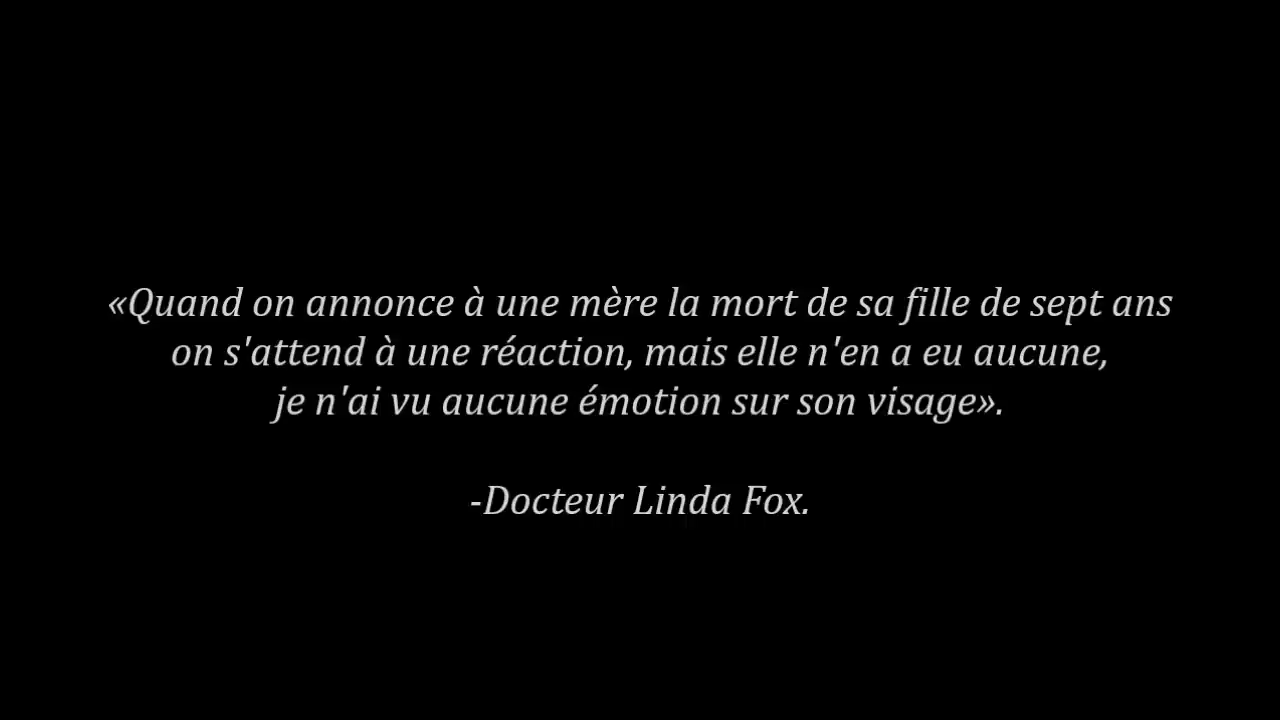 «Quand on annonce à une mère la mort de sa fille de sept ans
on s'attend à une réaction, mais elle n'en a eu aucune,
je n'ai vu aucune émotion sur son visage».
-Docteur Linda Fox.